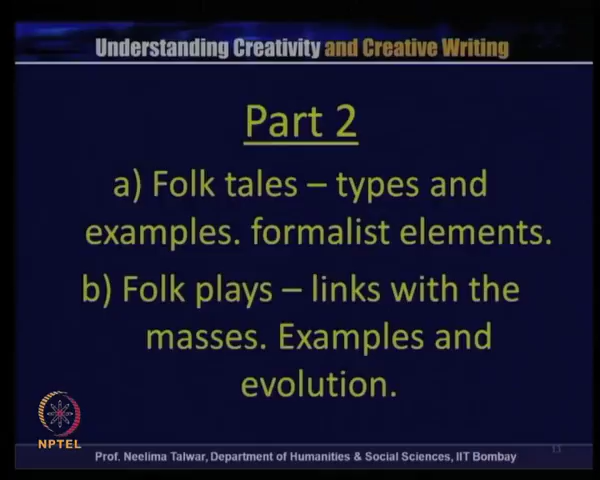 Understanding Creativity and Creative Writing
Part 2
a) Folk tales – types and
examples. formalist elements.
b) Folk plays – links with the
masses. Examples and
evolution.
NPTEL
Prof. Neelima Talwar, Department of Humanities & Social Sciences, IIT Bombay
13